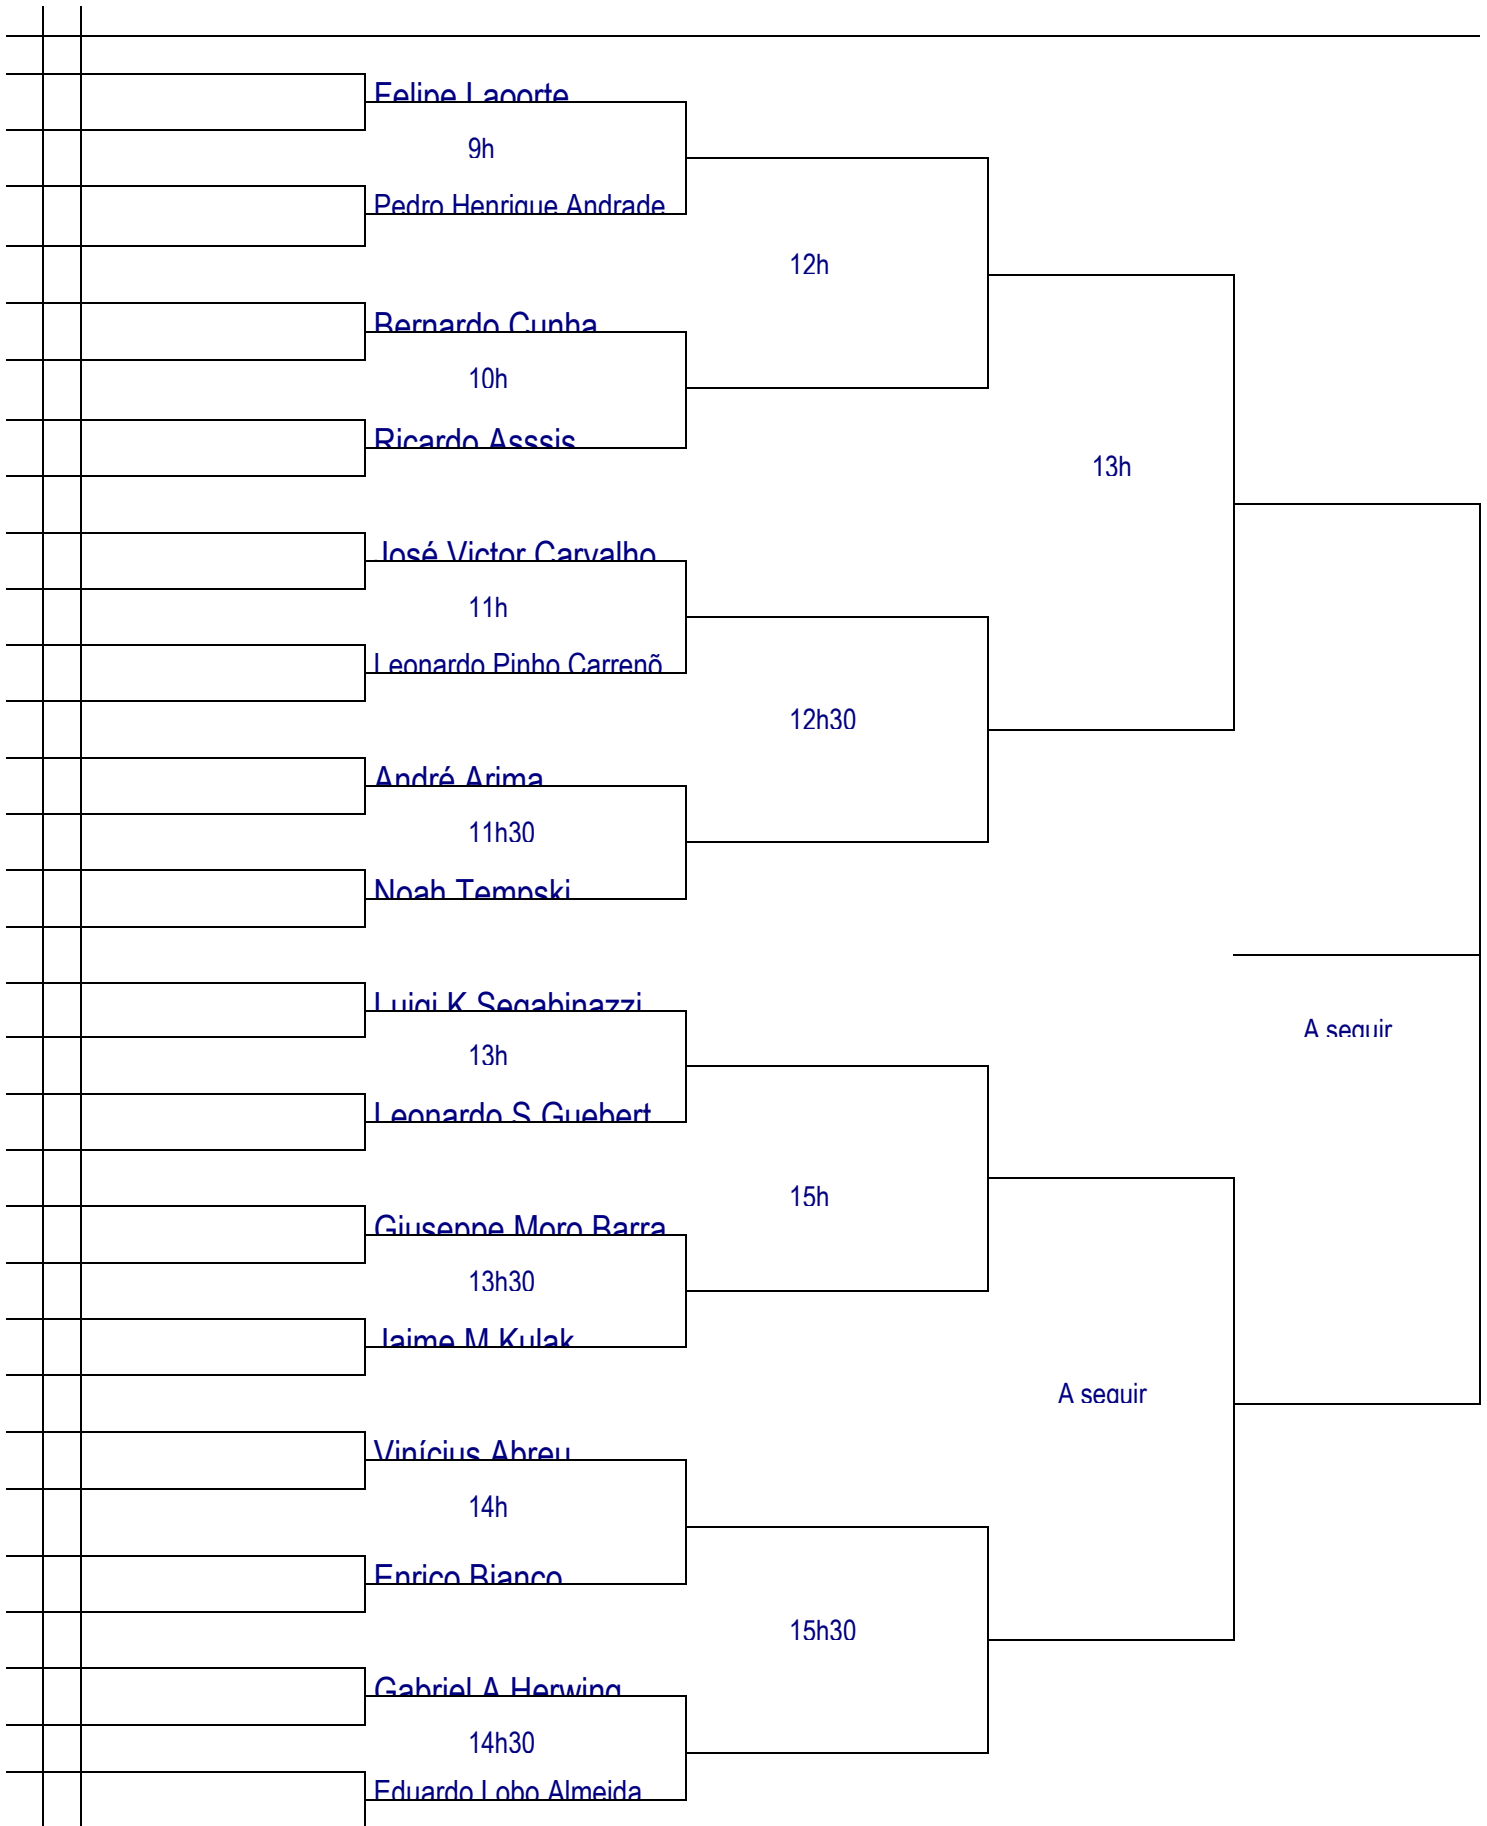 Felipe Laporte
9h
Pedro Henrique Andrade
12h
Bernardo Cunha
10h
Ricardo Asssis
13h
José Victor Carvalho
11h
Leonardo Pinho Carrenõ
12h30
André Arima
11h30
Noah Tempski
Luigi K Segabinazzi
A seguir
13h
Leonardo S Guebert
15h
Giuseppe Moro Barra
13h30
Jaime M Kulak
A seguir
Vinícius Abreu
14h
Enrico Bianco
15h30
Gabriel A Herwing
14h30
Eduardo Lobo Almeida